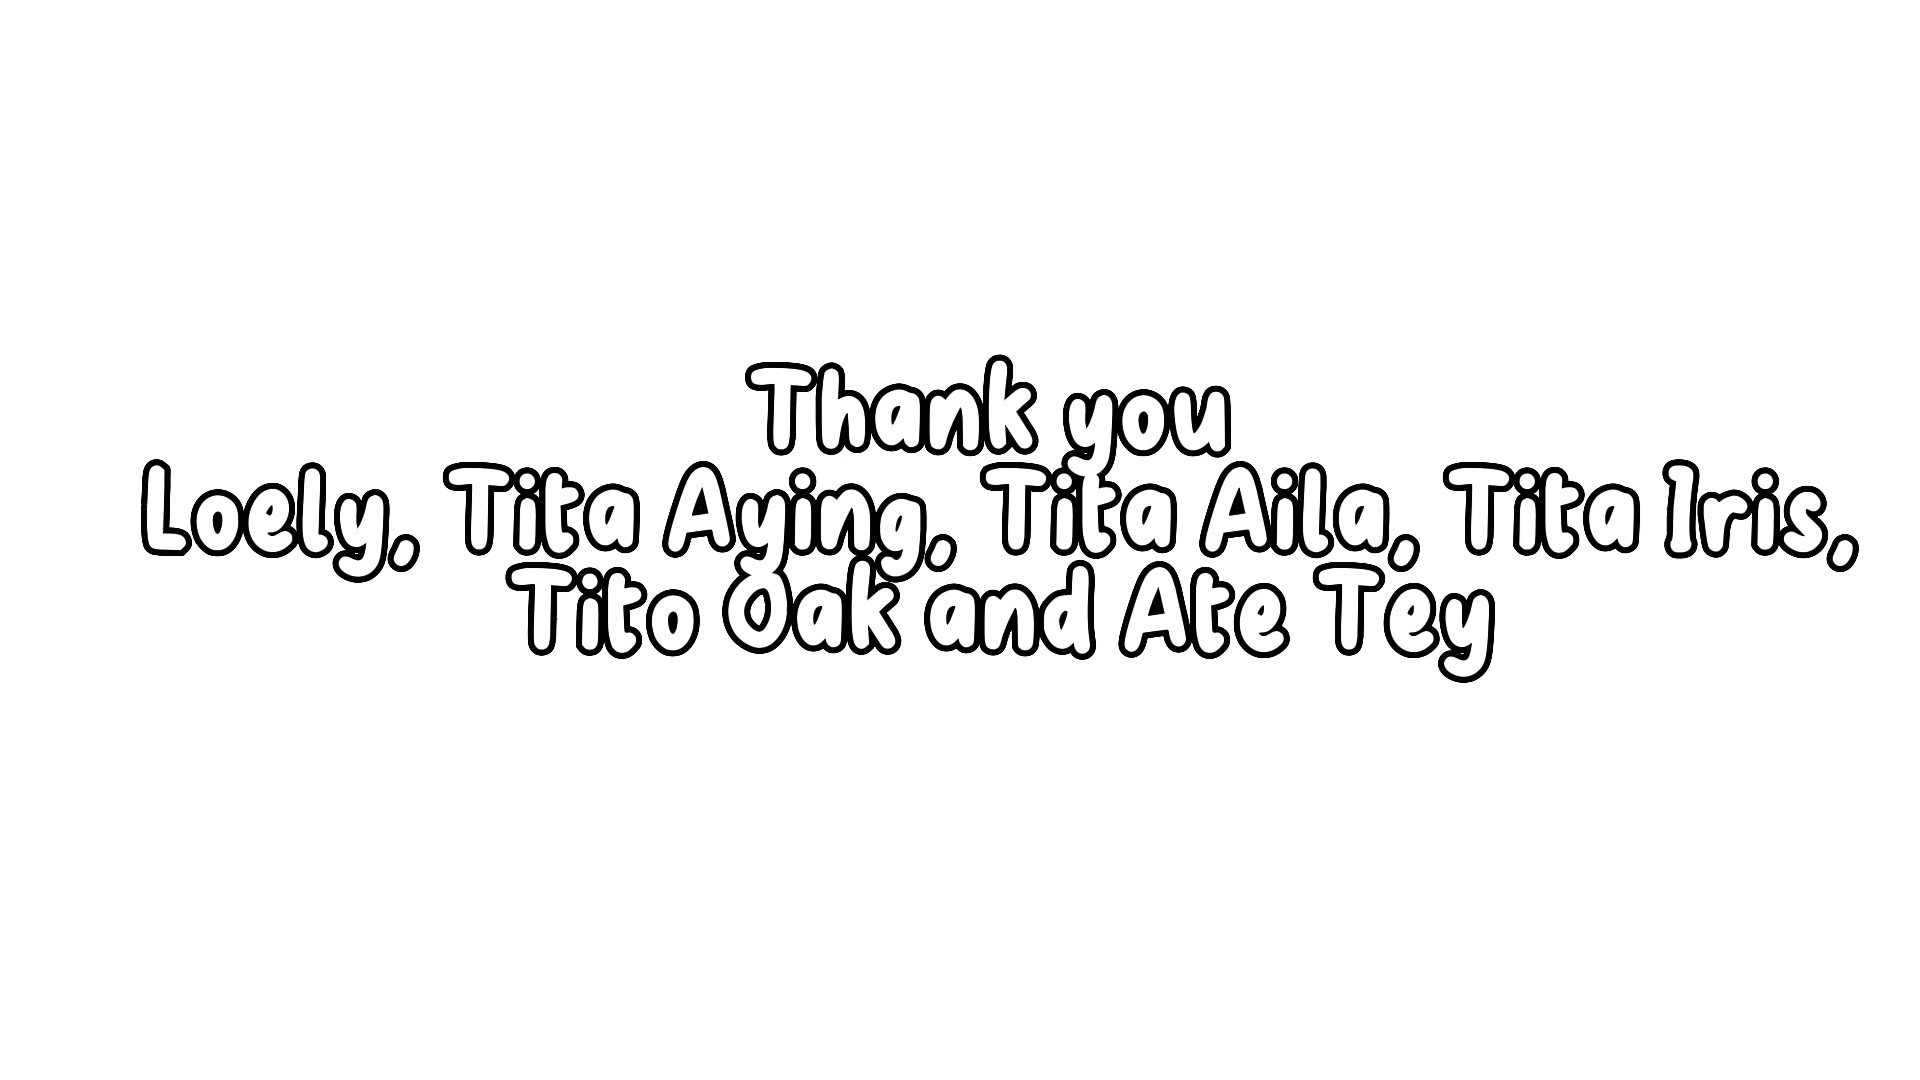 Thank you
Loely, Tita Aying, Tita Aila, Tita Iris,
Tito Oak and Ate Tey